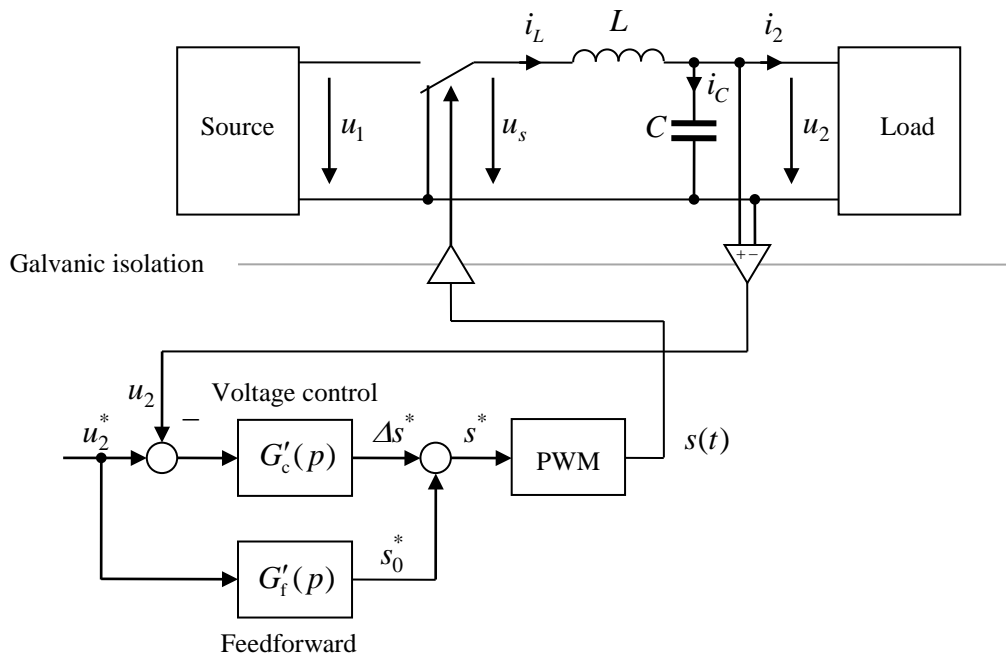 i_L L i_2
Source u_1 u_s C i_C u_2 Load
Galvanic isolation + −
u_2 − Voltage control
u_2^* G′_c(p) Δs^* s^* PWM s(t)
G′_f(p) s_0^*
Feedforward